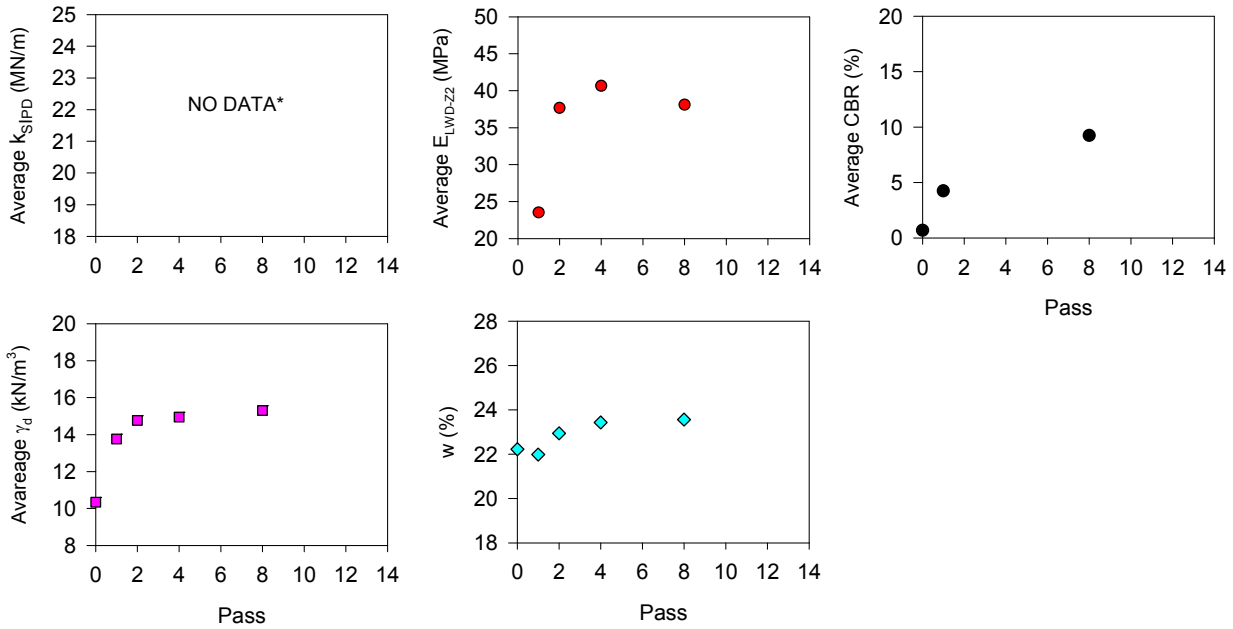 Average k_SIPD (MN/m)
25
24
23
22
21
20
19
18
NO DATA*
0 2 4 6 8 10 12 14
Average E_LWD-Z2 (MPa)
50
45
40
35
30
25
20
0 2 4 6 8 10 12 14
Average CBR (%)
20
15
10
5
0
0 2 4 6 8 10 12 14
Pass
Avareage γ_d (kN/m³)
20
18
16
14
12
10
8
0 2 4 6 8 10 12 14
Pass
w (%)
28
26
24
22
20
18
0 2 4 6 8 10 12 14
Pass